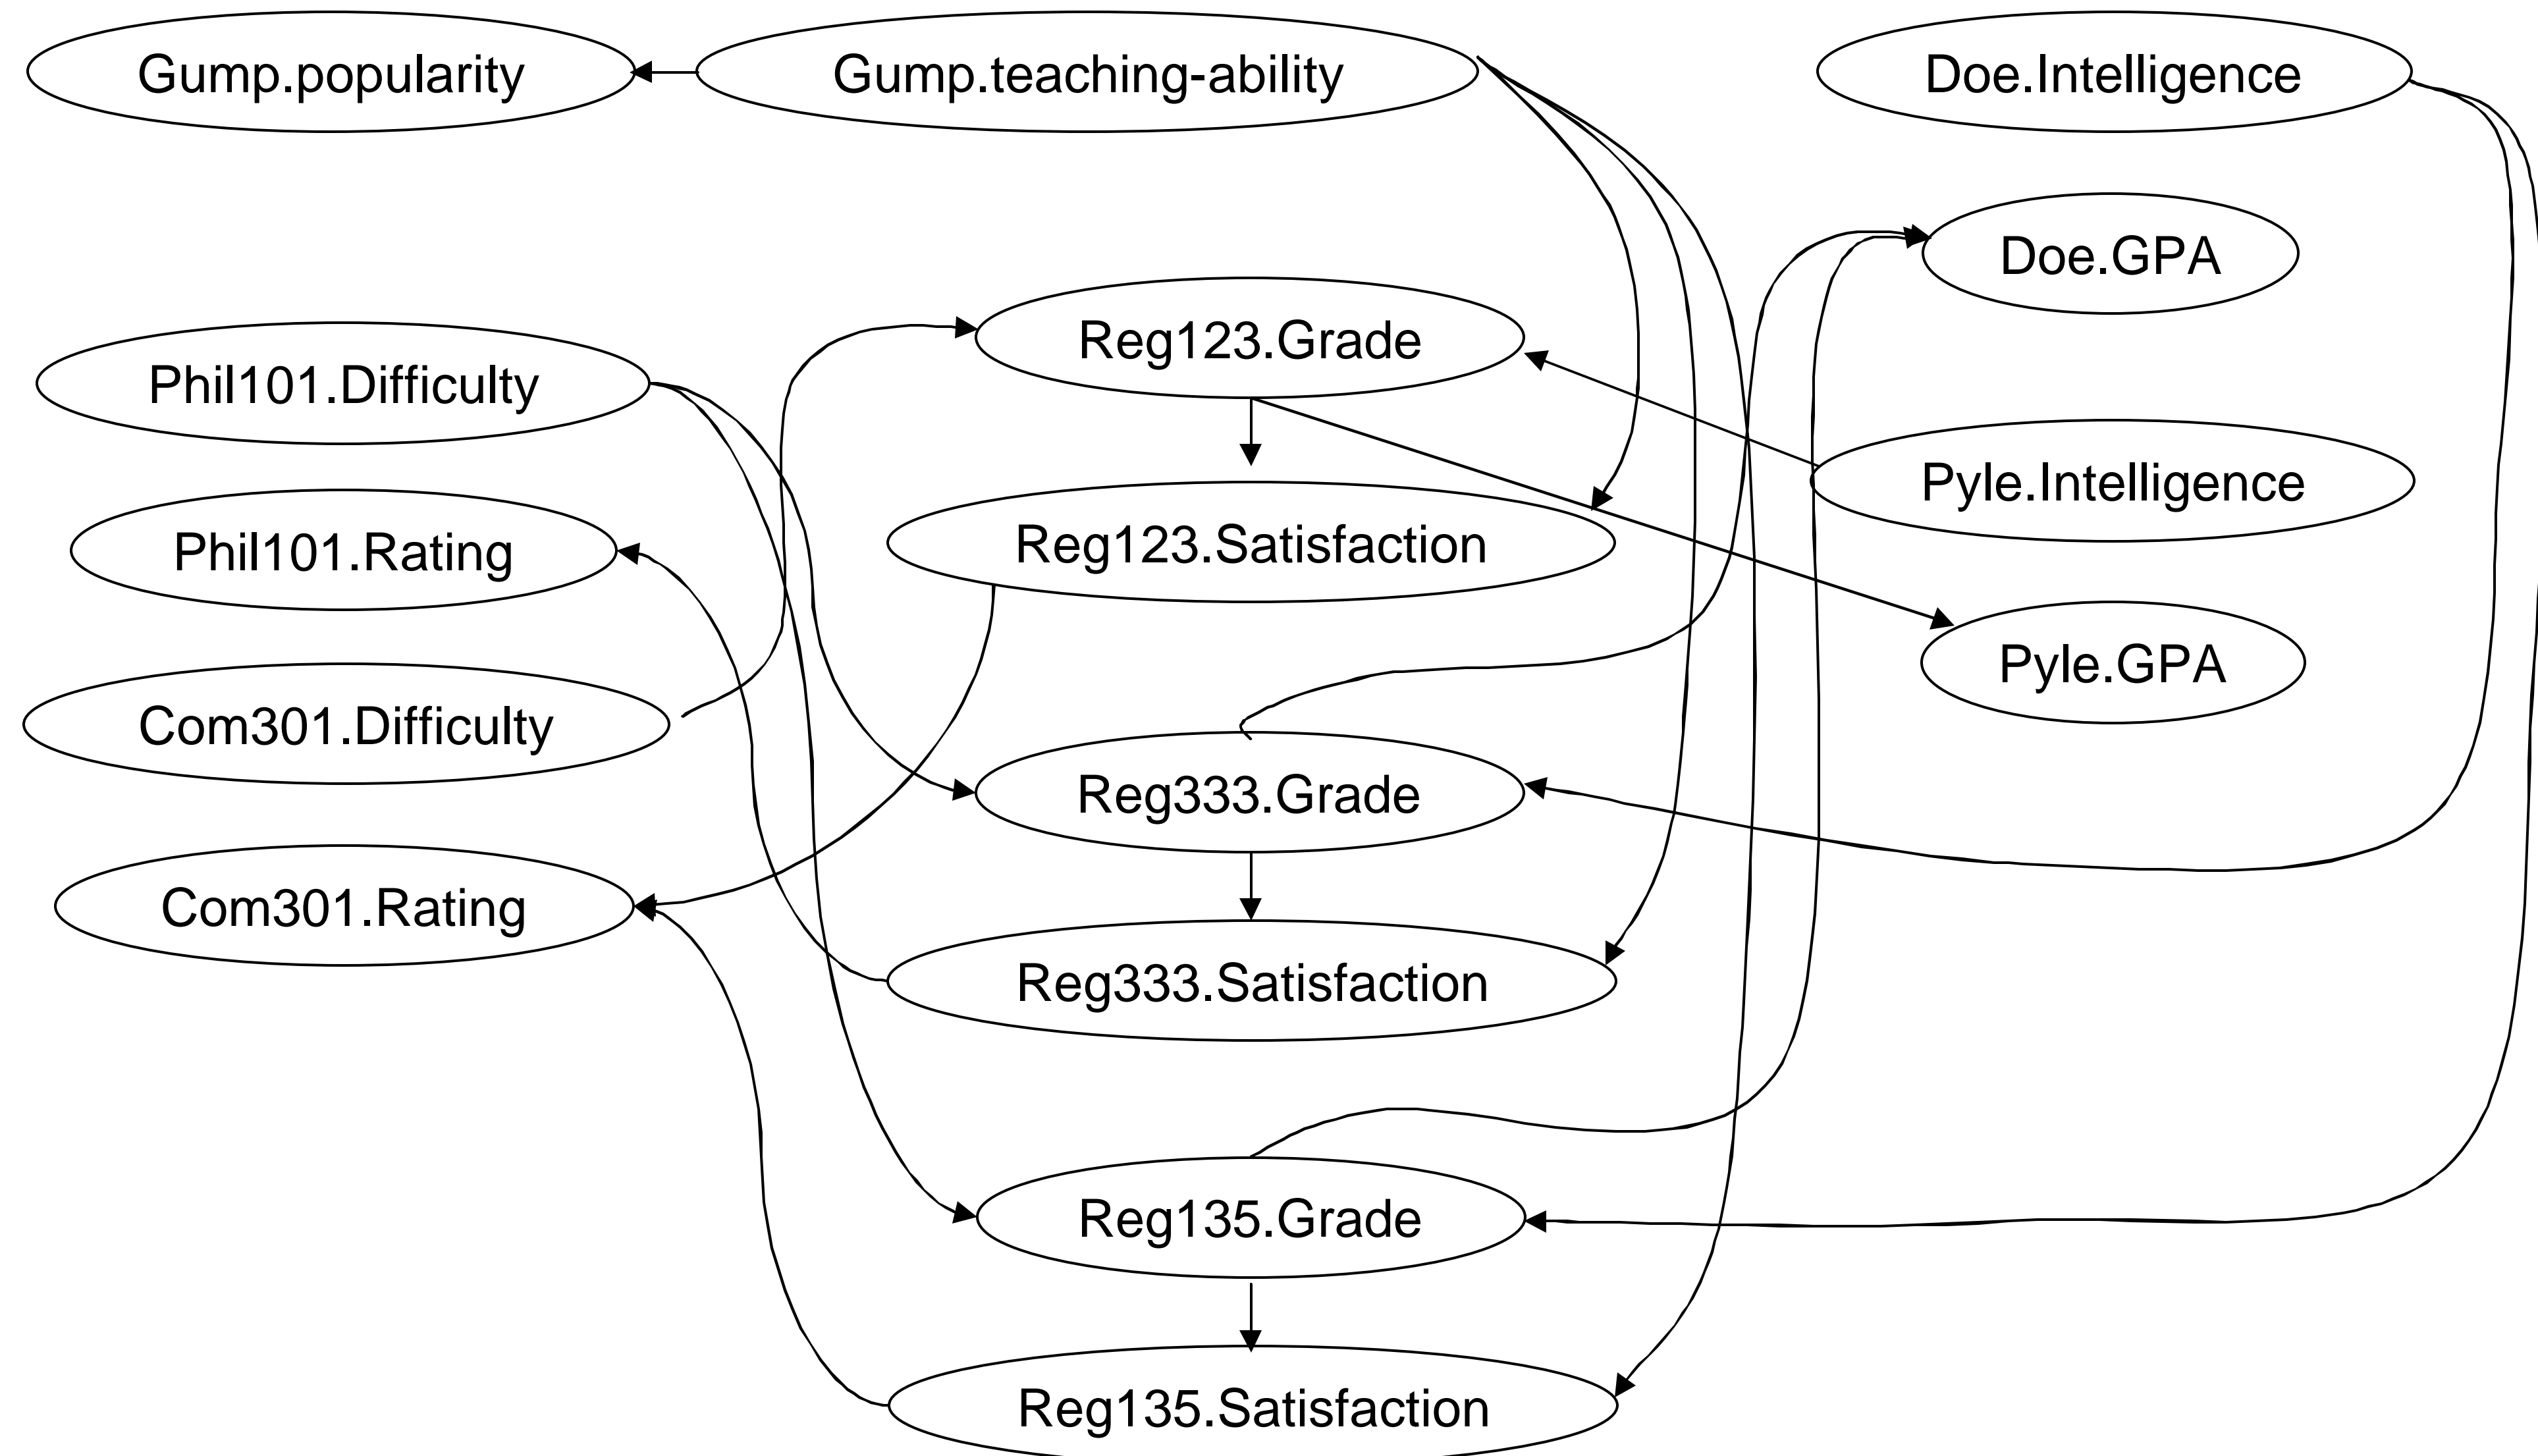 Gump.popularity
Gump.teaching-ability
Doe.Intelligence
Doe.GPA
Reg123.Grade
Phil101.Difficulty
Pyle.Intelligence
Phil101.Rating
Reg123.Satisfaction
Pyle.GPA
Com301.Difficulty
Reg333.Grade
Com301.Rating
Reg333.Satisfaction
Reg135.Grade
Reg135.Satisfaction